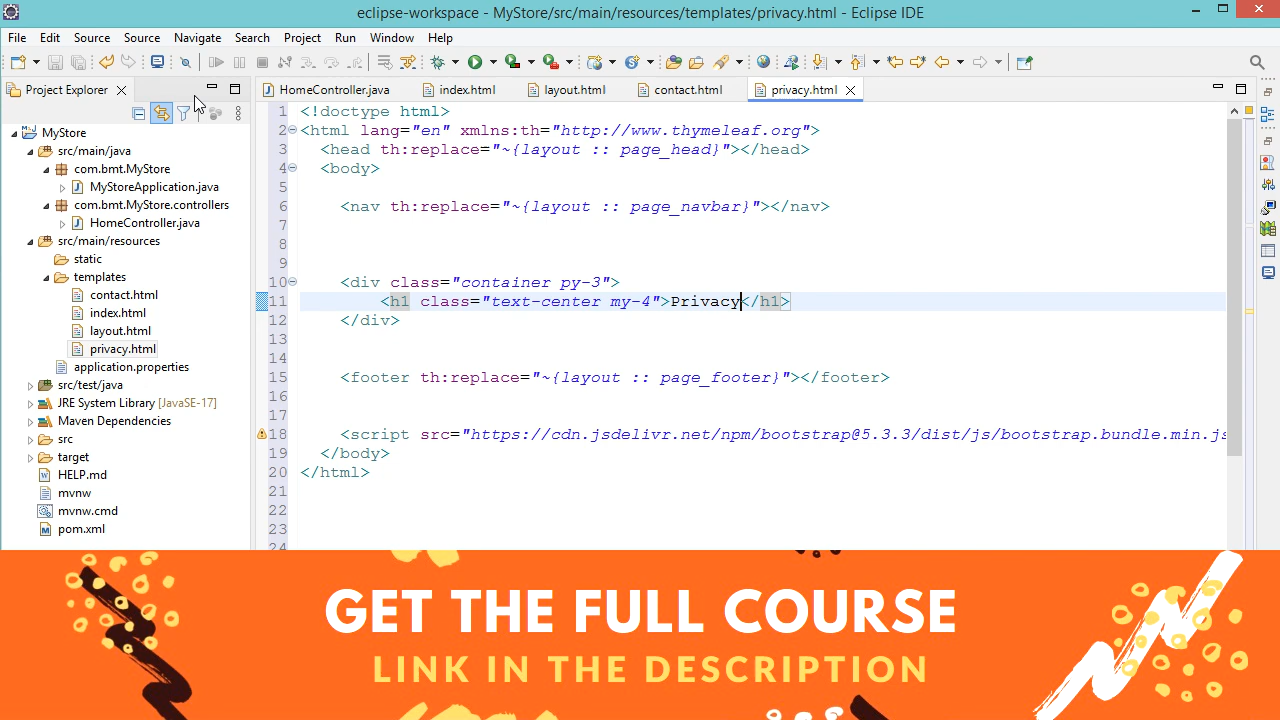 eclipse-workspace - MyStore/src/main/resources/templates/privacy.html - Eclipse IDE
File Edit Source Source Navigate Search Project Run Window Help
Project Explorer
HomeController.java index.html layout.html contact.html privacy.html
MyStore
src/main/java
com.bmt.MyStore
MyStoreApplication.java
com.bmt.MyStore.controllers
HomeController.java
src/main/resources
static
templates
contact.html
index.html
layout.html
privacy.html
application.properties
src/test/java
JRE System Library [JavaSE-17]
Maven Dependencies
src
target
HELP.md
mvnw
mvnw.cmd
pom.xml
1 <!doctype html>
2 <html lang="en" xmlns:th="http://www.thymeleaf.org">
3 <head th:replace="~{layout :: page_head}"></head>
4 <body>
5
6 <nav th:replace="~{layout :: page_navbar}"></nav>
7
8
9
10 <div class="container py-3">
11 <h1 class="text-center my-4">Privacy</h1>
12 </div>
13
14
15 <footer th:replace="~{layout :: page_footer}"></footer>
16
17
18 <script src="https://cdn.jsdelivr.net/npm/bootstrap@5.3.3/dist/js/bootstrap.bundle.min.js
19 </body>
20 </html>
21
22
23
24
GET THE FULL COURSE
LINK IN THE DESCRIPTION